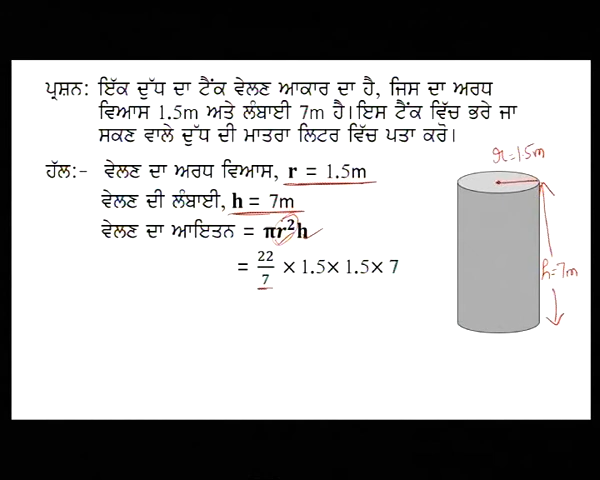 ਪ੍ਰਸ਼ਨ: ਇੱਕ ਦੁੱਧ ਦਾ ਟੈਂਕ ਵੇਲਣ ਆਕਾਰ ਦਾ ਹੈ, ਜਿਸ ਦਾ ਅਰਧ
ਵਿਆਸ 1.5m ਅਤੇ ਲੰਬਾਈ 7m ਹੈ।ਇਸ ਟੈਂਕ ਵਿੱਚ ਭਰੇ ਜਾ
ਸਕਣ ਵਾਲੇ ਦੁੱਧ ਦੀ ਮਾਤਰਾ ਲਿਟਰ ਵਿੱਚ ਪਤਾ ਕਰੋ।
r=1.5m
ਹੱਲ:- ਵੇਲਣ ਦਾ ਅਰਧ ਵਿਆਸ, r = 1.5m
ਵੇਲਣ ਦੀ ਲੰਬਾਈ, h = 7m
ਵੇਲਣ ਦਾ ਆਇਤਨ = πr²h
= 22/7 × 1.5× 1.5× 7
h=7m